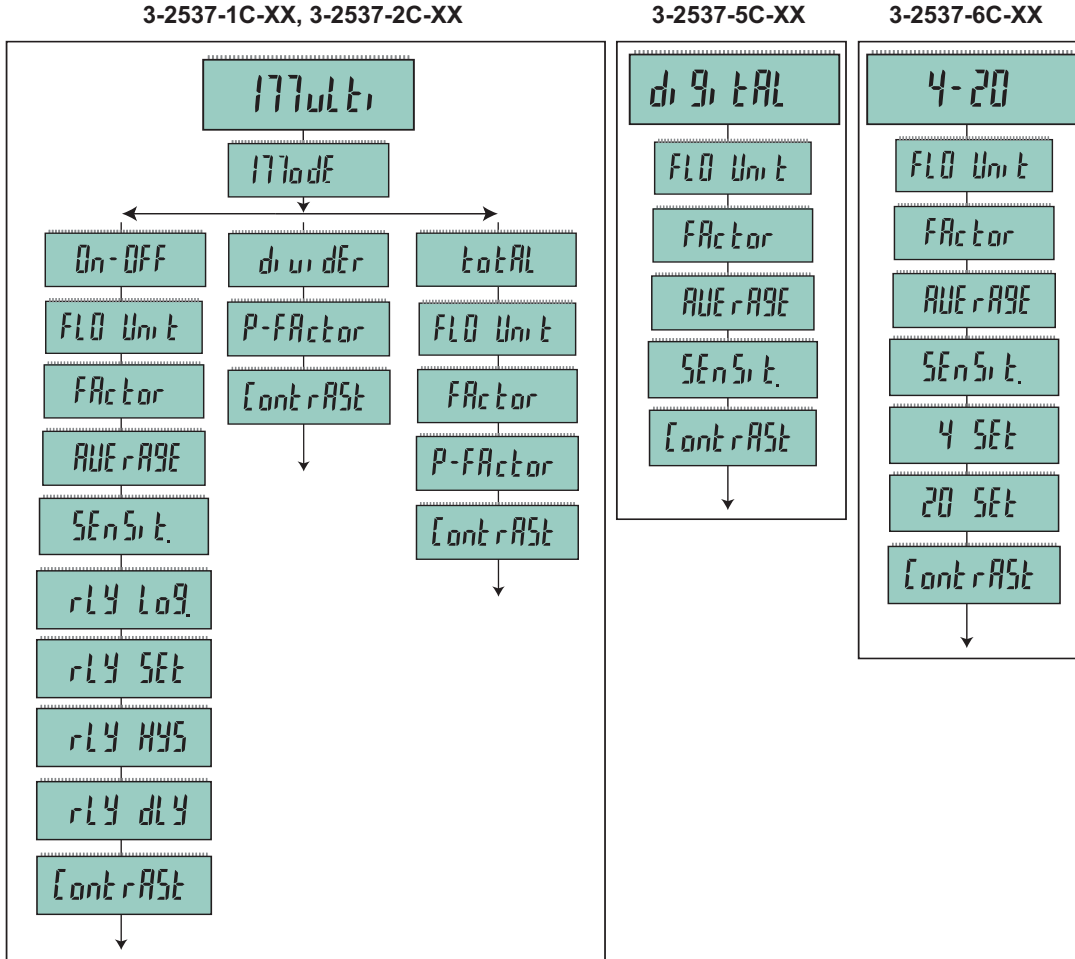 3-2537-1C-XX, 3-2537-2C-XX
Multi
ModE
On-OFF
FLO Unit
FActor
AVErAgE
SEnSit.
rLY Log.
rLY SEt
rLY HYS
rLY dLY
ContrASt
dividEr
P-FActor
ContrASt
totAL
FLO Unit
FActor
P-FActor
ContrASt
3-2537-5C-XX
digitAL
FLO Unit
FActor
AVErAgE
SEnSit.
ContrASt
3-2537-6C-XX
4-20
FLO Unit
FActor
AVErAgE
SEnSit.
4 SEt
20 SEt
ContrASt